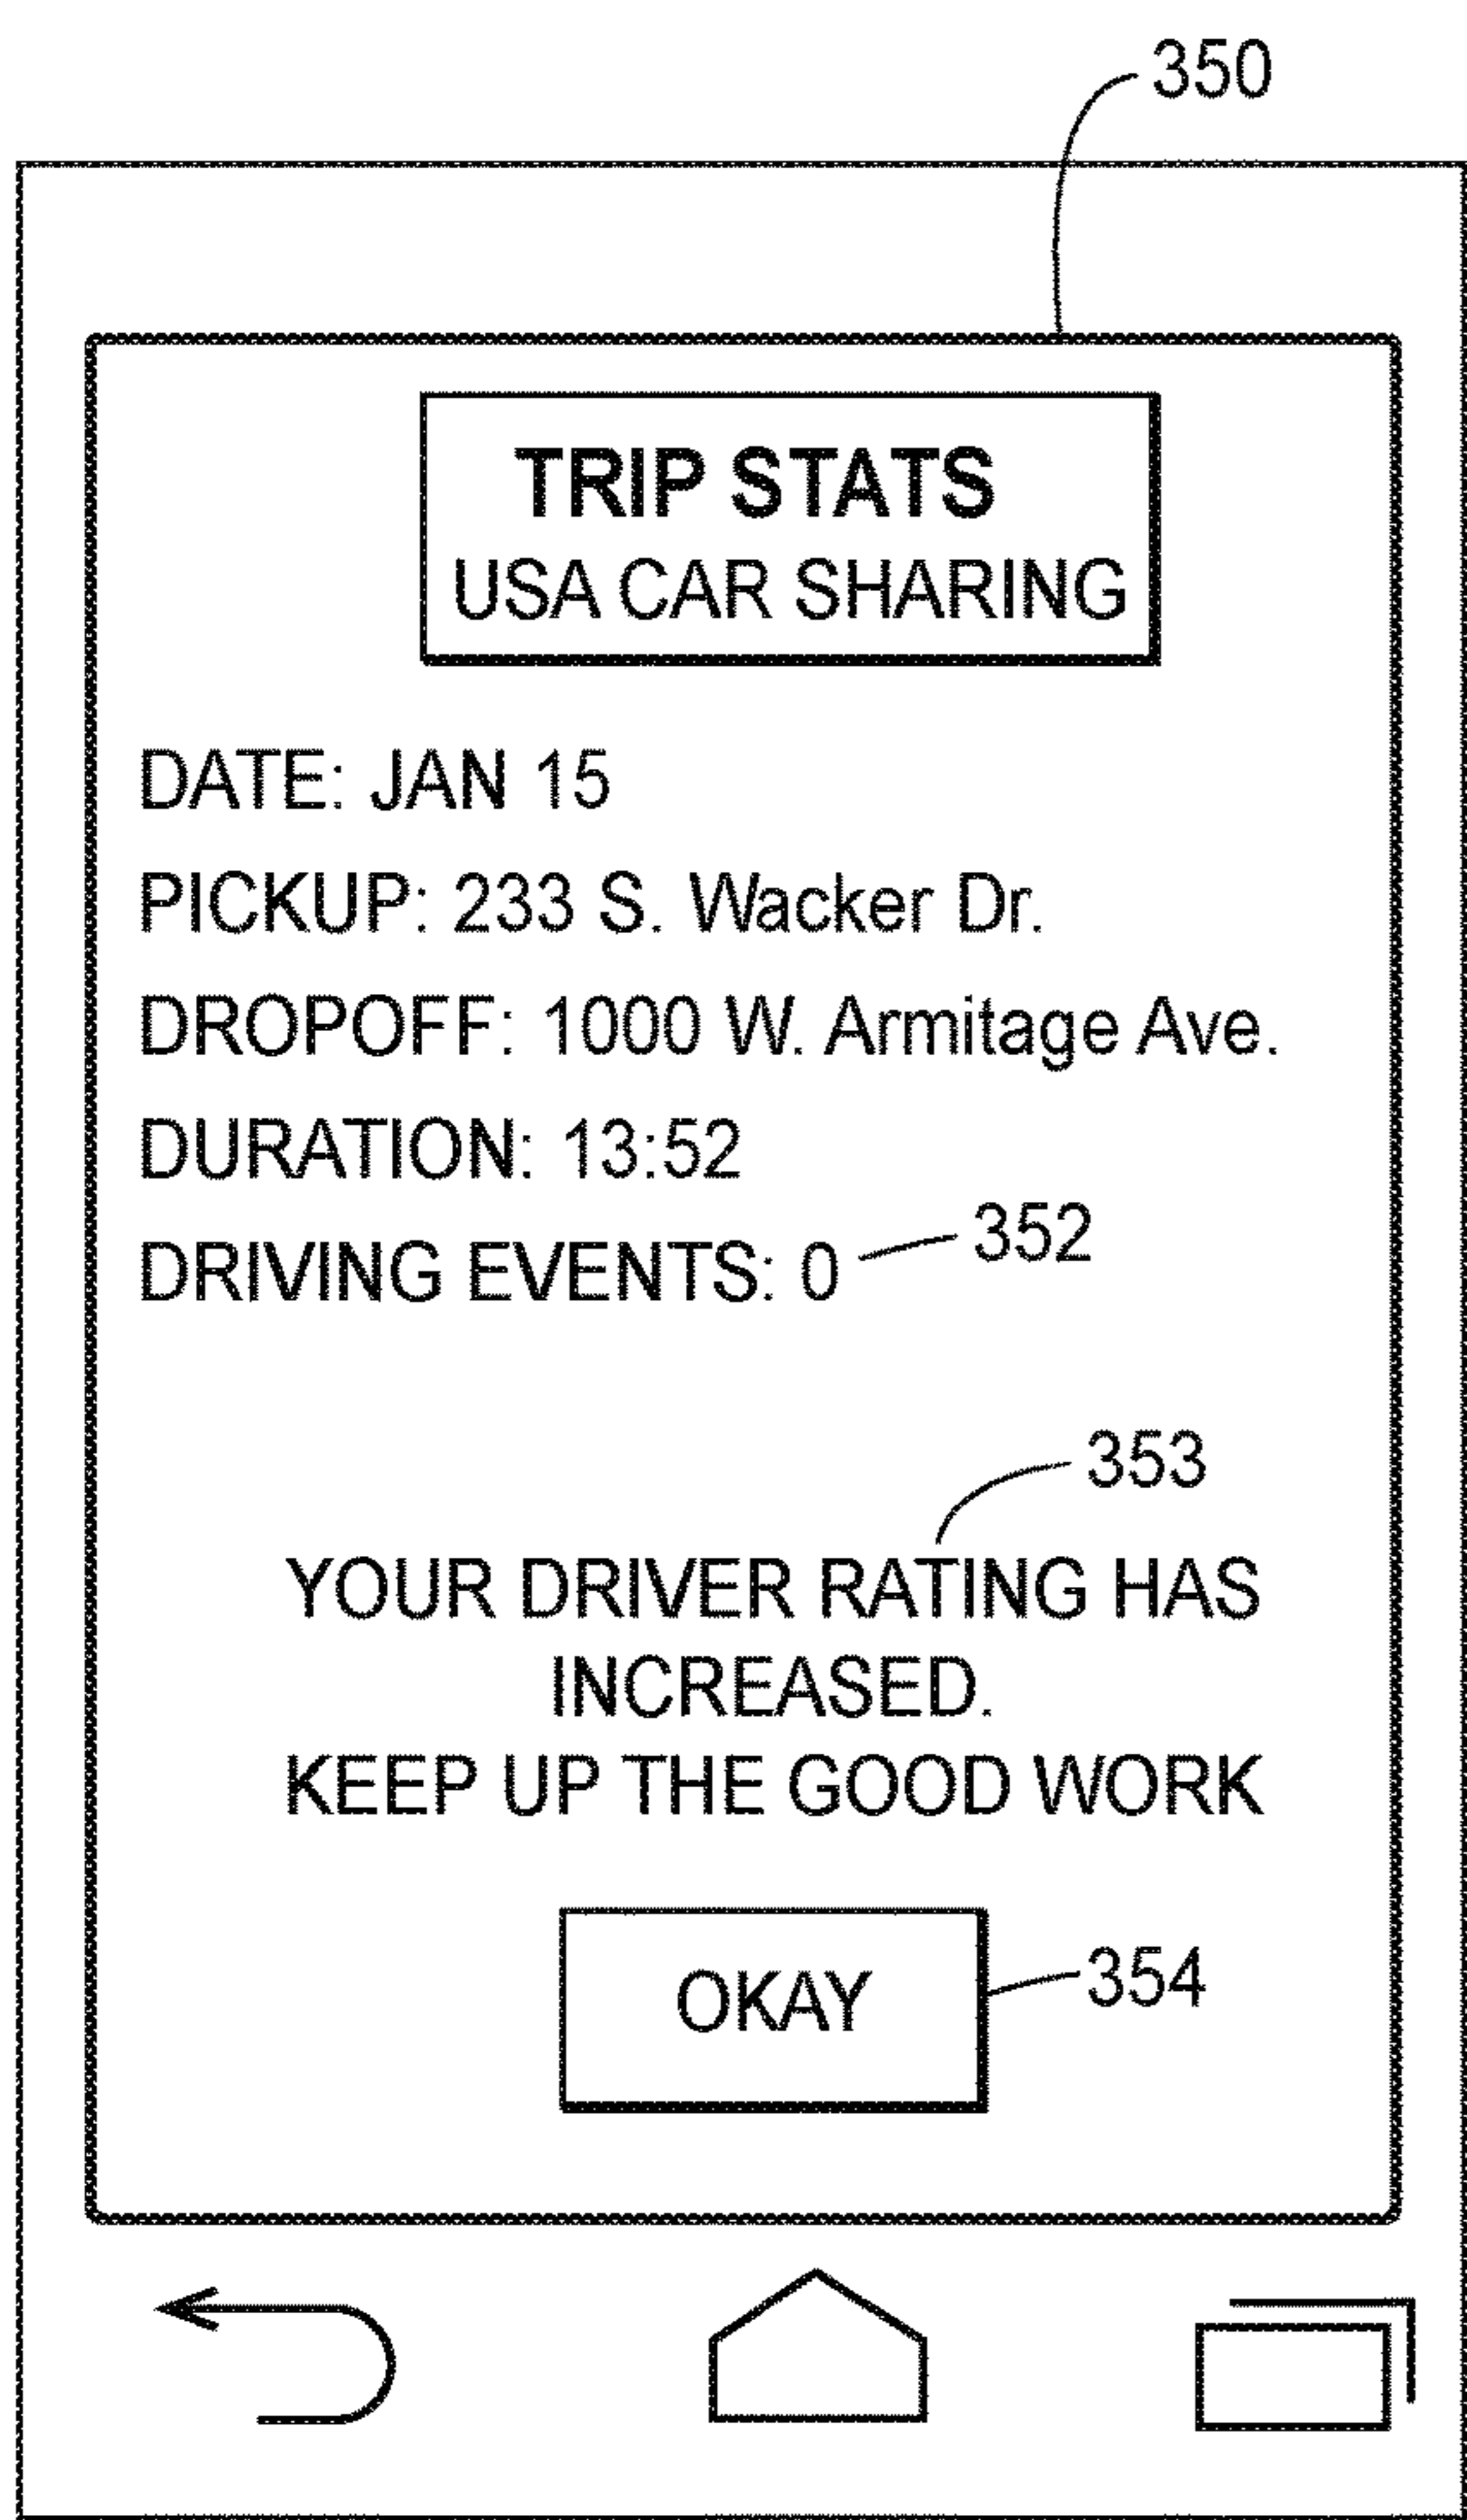 350
TRIP STATS
USA CAR SHARING
DATE: JAN 15
PICKUP: 233 S. Wacker Dr.
DROPOFF: 1000 W. Armitage Ave.
DURATION: 13:52
DRIVING EVENTS: 0 352
353
YOUR DRIVER RATING HAS
INCREASED.
KEEP UP THE GOOD WORK
OKAY 354